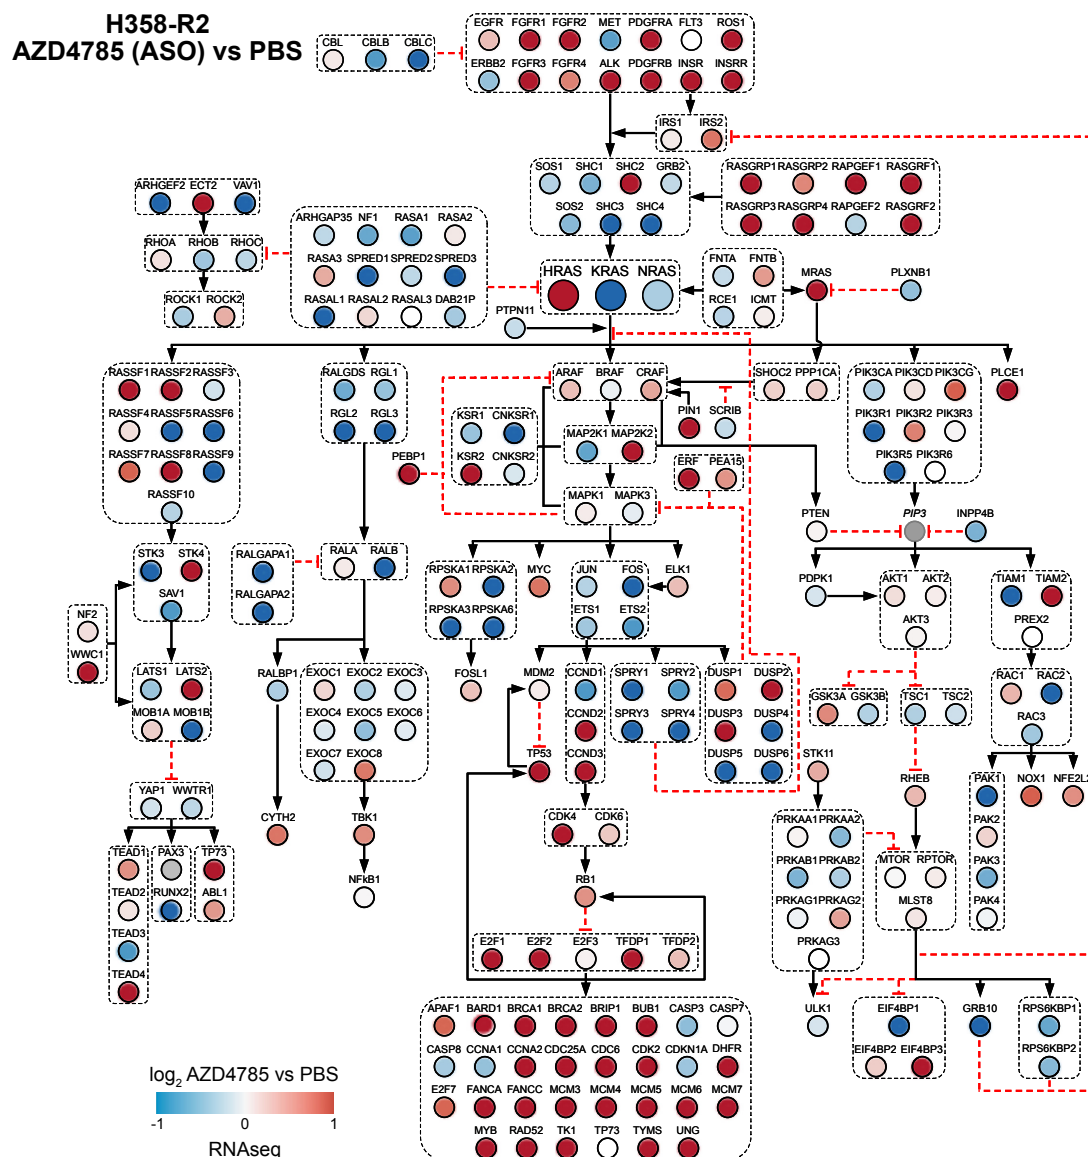 H358-R2
AZD4785 (ASO) vs PBS
CBL CBLB CBLC
EGFR FGFR1 FGFR2 MET PDGFRA FLT3 ROS1
ERBB2 FGFR3 FGFR4 ALK PDGFRB INSR INSRR
IRS1 IRS2
SOS1 SHC1 SHC2 GRB2
SOS2 SHC3 SHC4
RASGRP1 RASGRP2 RAPGEF1 RASGRF1
RASGRP3 RASGRP4 RAPGEF2 RASGRF2
ARHGEF2 ECT2 VAV1
RHOA RHOB RHOC
ROCK1 ROCK2
ARHGAP35 NF1 RASA1 RASA2
RASA3 SPRED1 SPRED2 SPRED3
RASAL1 RASAL2 RASAL3 DAB21P
HRAS KRAS NRAS
FNTA FNTB
RCE1 ICMT
MRAS
PLXNB1
PTPN11
RASSF1 RASSF2 RASSF3
RASSF4 RASSF5 RASSF6
RASSF7 RASSF8 RASSF9
RASSF10
RALGDS RGL1
RGL2 RGL3
ARAF BRAF CRAF
SHOC2 PPP1CA
PIN1 SCRIB
PIK3CA PIK3CD PIK3CG
PIK3R1 PIK3R2 PIK3R3
PIK3R5 PIK3R6
PLCE1
KSR1 CNKSR1
KSR2 CNKSR2
PEBP1
MAP2K1 MAP2K2
ERF PEA15
MAPK1 MAPK3
PTEN PIP3 INPP4B
STK3 STK4
SAV1
RALGAPA1
RALGAPA2
RALA RALB
RPSKA1 RPSKA2
RPSKA3 RPSKA6
MYC
JUN FOS
ETS1 ETS2
ELK1
PDPK1
AKT1 AKT2
AKT3
TIAM1 TIAM2
PREX2
NF2
WWC1
LATS1 LATS2
MOB1A MOB1B
RALBP1
EXOC1 EXOC2 EXOC3
EXOC4 EXOC5 EXOC6
EXOC7 EXOC8
FOSL1
MDM2
TP53
CCND1
CCND2
CCND3
SPRY1 SPRY2
SPRY3 SPRY4
DUSP1 DUSP2
DUSP3 DUSP4
DUSP5 DUSP6
STK11
GSK3A GSK3B
TSC1 TSC2
RAC1 RAC2
RAC3
YAP1 WWTR1
CYTH2
TBK1
NFkB1
CDK4 CDK6
RB1
RHEB
PAK1
PAK2
PAK3
PAK4
NOX1 NFE2L2
PRKAA1 PRKAA2
PRKAB1 PRKAB2
PRKAG1 PRKAG2
PRKAG3
MTOR RPTOR
MLST8
TEAD1
TEAD2
TEAD3
TEAD4
PAX3
RUNX2
TP73
ABL1
E2F1 E2F2 E2F3 TFDP1 TFDP2
ULK1
EIF4BP1
EIF4BP2 EIF4BP3
GRB10
RPS6KBP1
RPS6KBP2
APAF1 BARD1 BRCA1 BRCA2 BRIP1 BUB1 CASP3 CASP7
CASP8 CCNA1 CCNA2 CDC25A CDC6 CDK2 CDKN1A DHFR
E2F7 FANCA FANCC MCM3 MCM4 MCM5 MCM6 MCM7
MYB RAD52 TK1 TP73 TYMS UNG
log2 AZD4785 vs PBS
-1 0 1
RNAseq